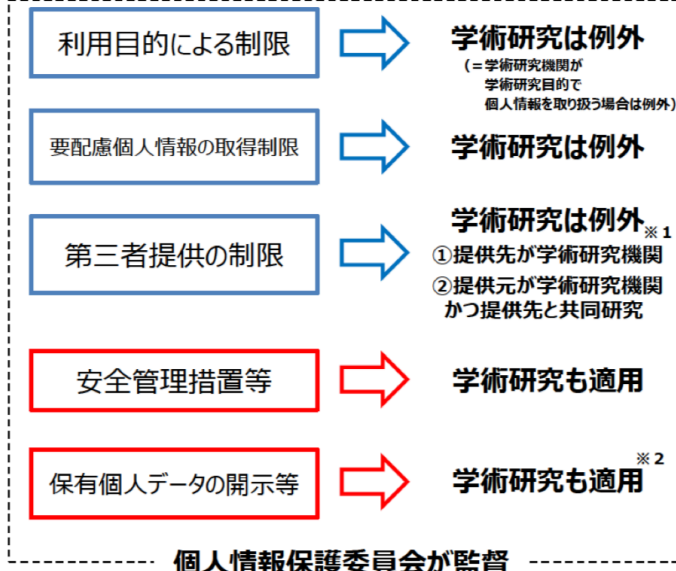 利用目的による制限
学術研究は例外
(＝学術研究機関が
学術研究目的で
個人情報を取り扱う場合は例外)
要配慮個人情報の取得制限
学術研究は例外
第三者提供の制限
学術研究は例外※1
①提供先が学術研究機関
②提供元が学術研究機関
かつ提供先と共同研究
安全管理措置等
学術研究も適用
保有個人データの開示等
学術研究も適用※2
個人情報保護委員会が監督